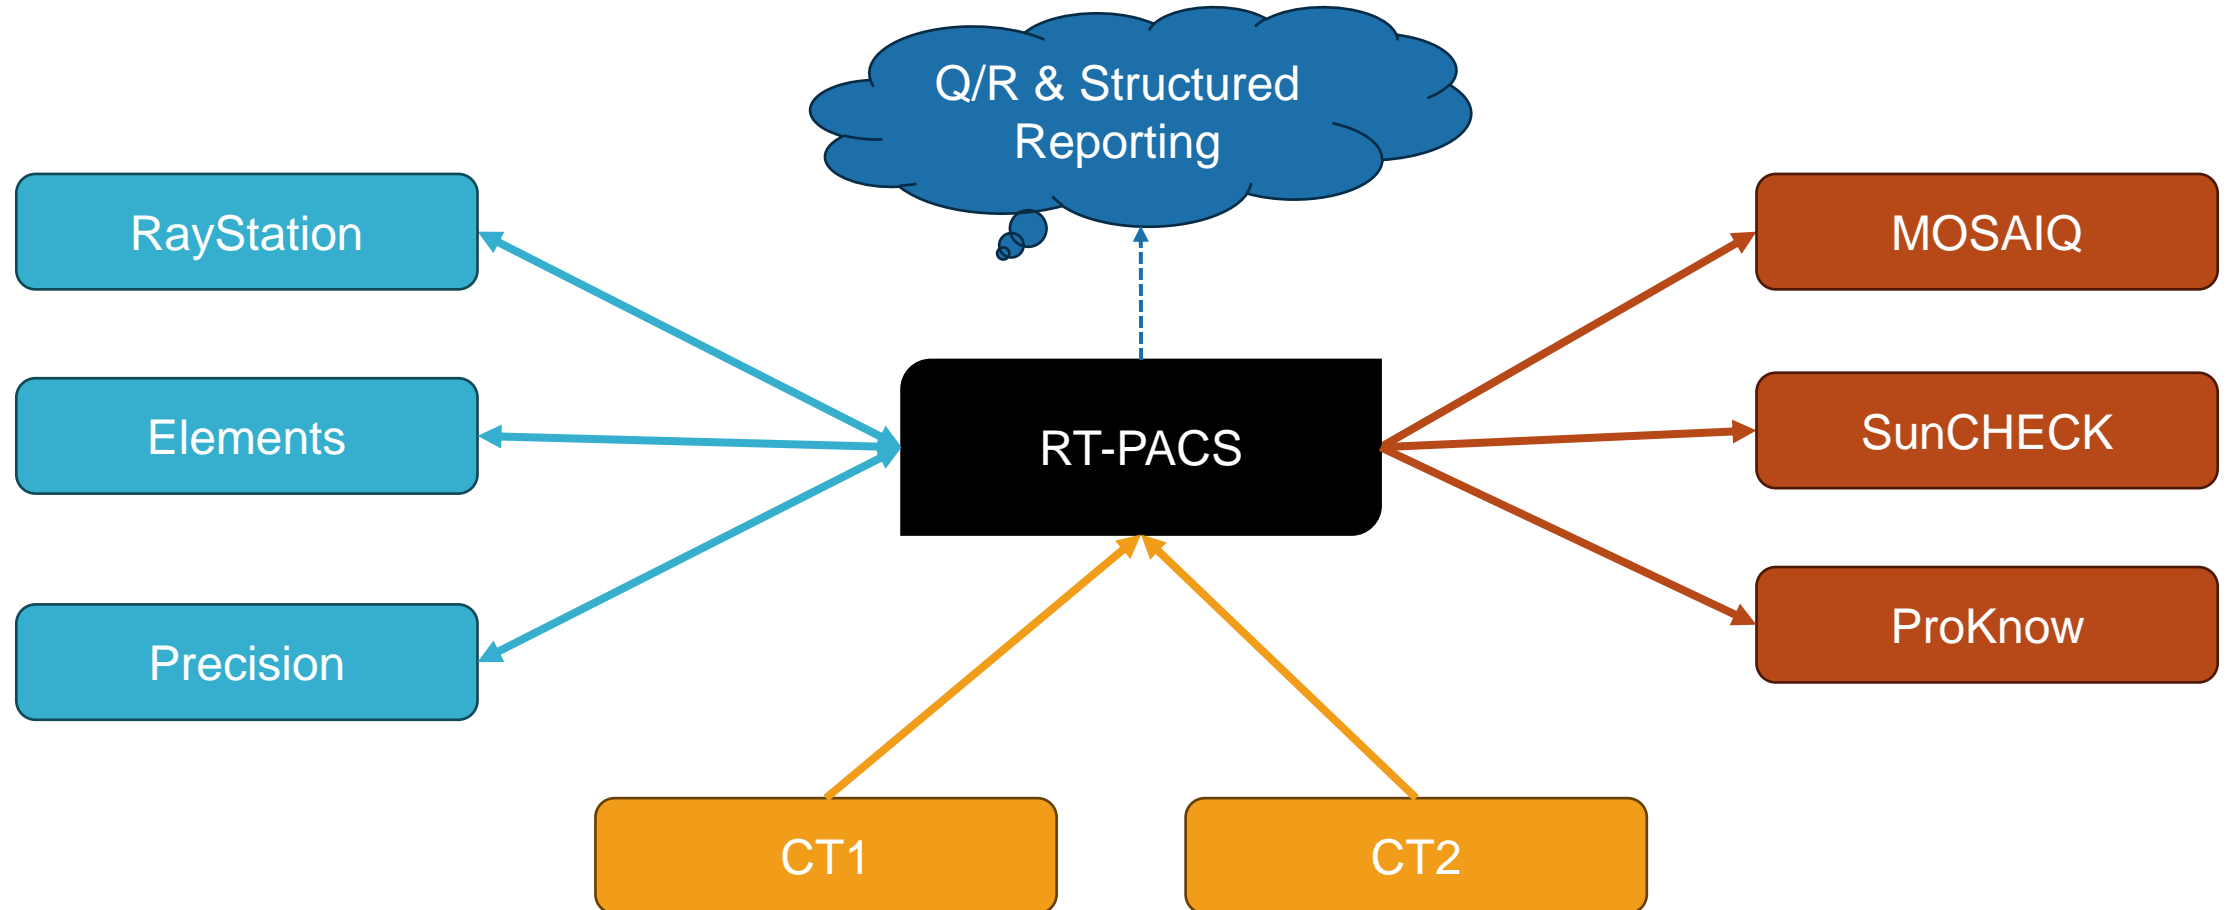 Q/R & Structured
Reporting
RayStation
MOSAIQ
Elements
RT-PACS
SunCHECK
Precision
ProKnow
CT1
CT2